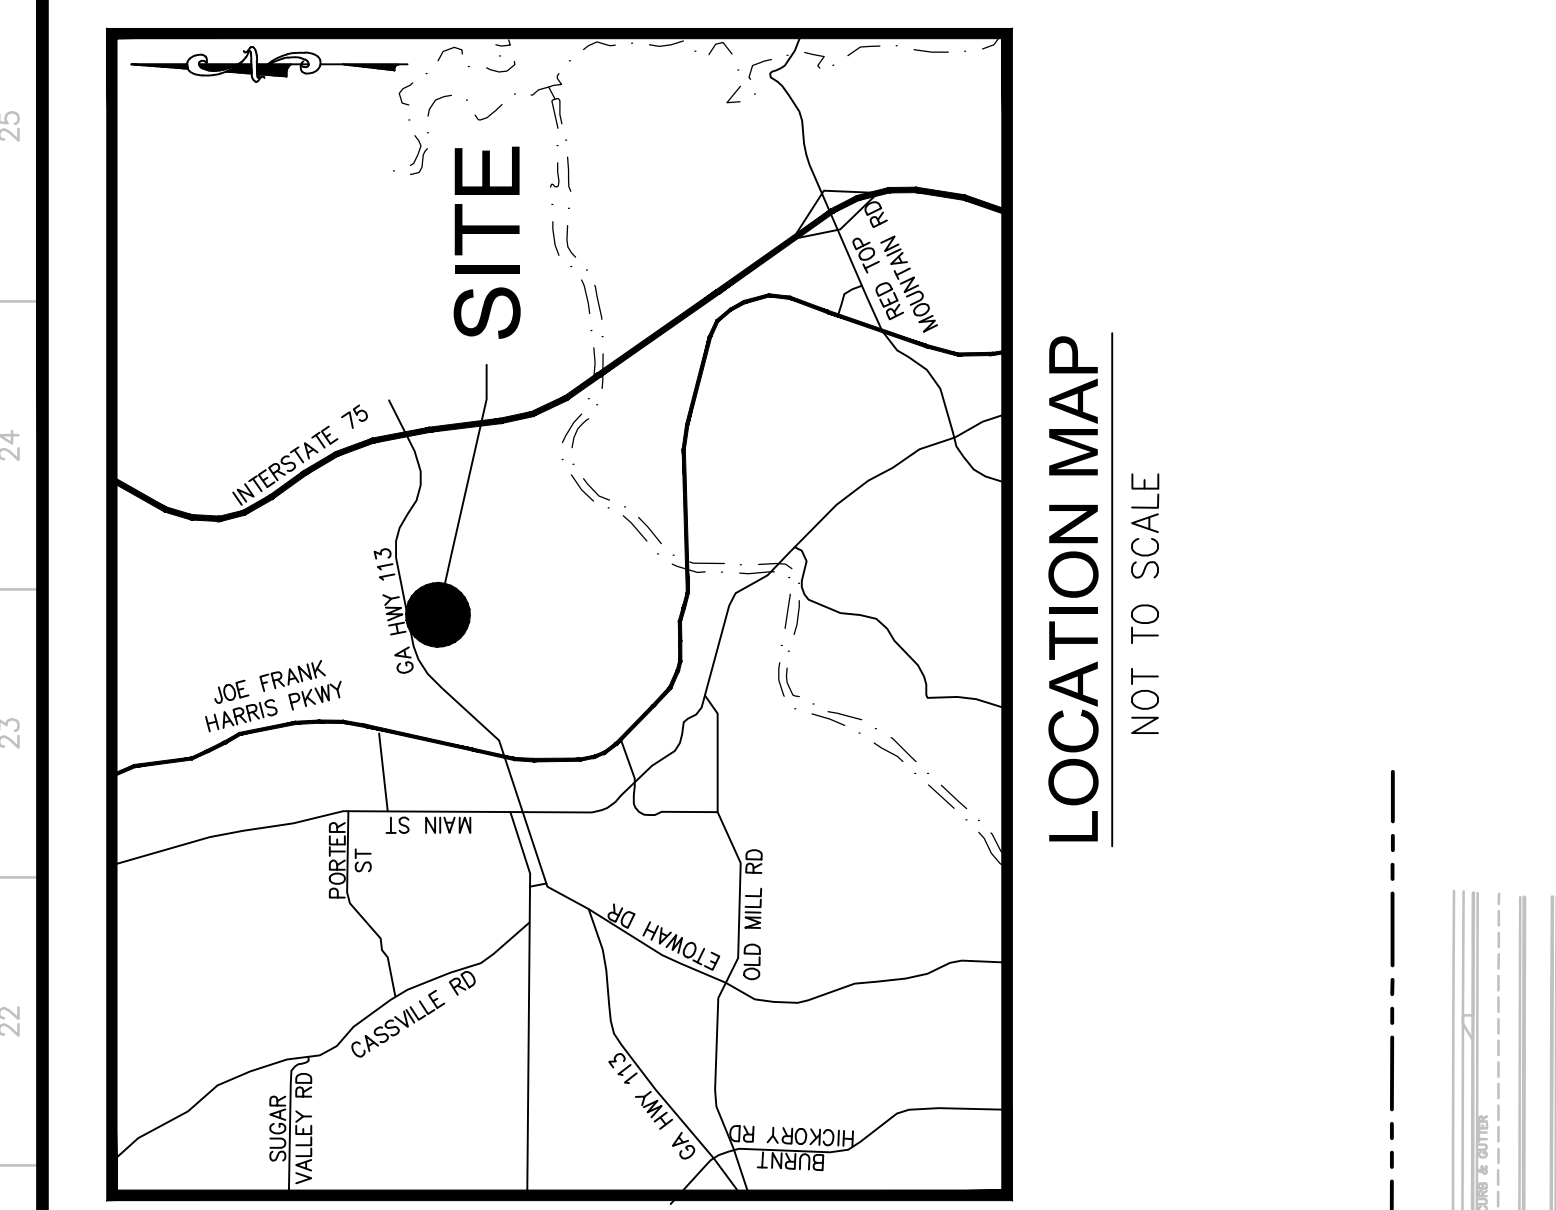 25
24
23
22
SITE
INTERSTATE 75
GA HWY 113
JOE FRANK
HARRIS PKWY
RED TOP
MOUNTAIN RD
MAIN ST
PORTER
ST
CASSVILLE RD
SUGAR
VALLEY RD
ETOWAH DR
OLD MILL RD
GA HWY 113
BURNT
HICKORY RD
LOCATION MAP
NOT TO SCALE
CURB & GUTTER